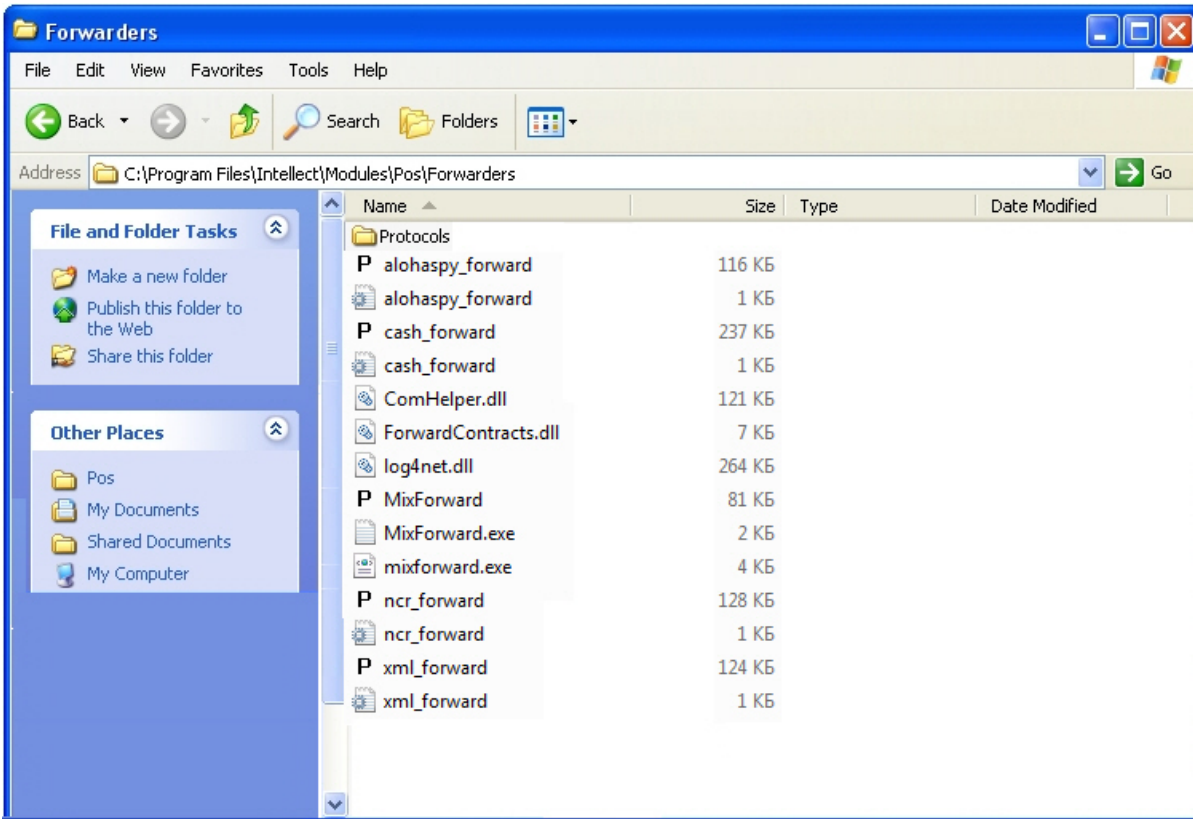 Forwarders
File Edit View Favorites Tools Help
Back Search Folders
Address C:\Program Files\Intellect\Modules\Pos\Forwarders Go
File and Folder Tasks
Make a new folder
Publish this folder to
the Web
Share this folder
Other Places
Pos
My Documents
Shared Documents
My Computer
Name Size Type Date Modified
Protocols
P alohaspy_forward 116 КБ
alohaspy_forward 1 КБ
P cash_forward 237 КБ
cash_forward 1 КБ
ComHelper.dll 121 КБ
ForwardContracts.dll 7 КБ
log4net.dll 264 КБ
P MixForward 81 КБ
MixForward.exe 2 КБ
mixforward.exe 4 КБ
P ncr_forward 128 КБ
ncr_forward 1 КБ
P xml_forward 124 КБ
xml_forward 1 КБ